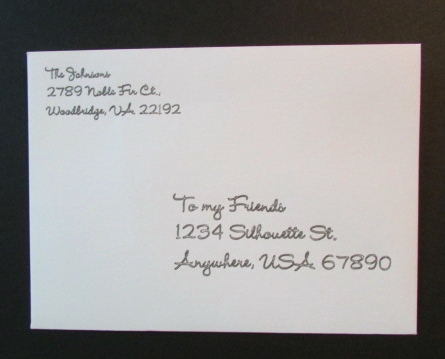 The Johnsons
2789 Noble Fir Ct.,
Woodbridge, VA 22192
To my Friends
1234 Silhouette St.
Anywhere, USA 67890